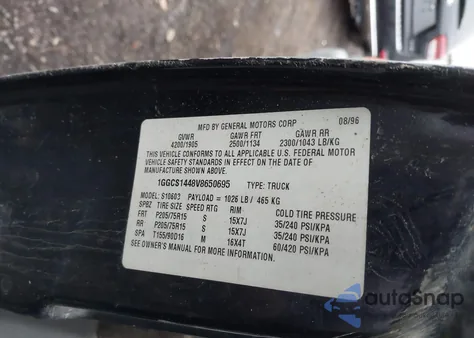 MFD BY GENERAL MOTORS CORP 08/96
GVWR GAWR FRT GAWR RR
4200/1905 2500/1134 2300/1043 LB/KG
THIS VEHICLE CONFORMS TO ALL APPLICABLE U.S. FEDERAL MOTOR
VEHICLE SAFETY STANDARDS IN EFFECT ON THE DATE OF
MANUFACTURE SHOWN ABOVE.
1GGCS1448V8650695 TYPE: TRUCK
MODEL: S10603 PAYLOAD = 1026 LB/ 465 KG
SPBZ TIRE SIZE SPEED RTG RIM COLD TIRE PRESSURE
FRT P205/75R15 S 15X7J 35/240 PSI/KPA
RR P205/75R15 S 15X7J 35/240 PSI/KPA
SPA T155/90D16 M 16X4T 60/420 PSI/KPA
SEE OWNER'S MANUAL FOR MORE INFORMATION.
autosnap